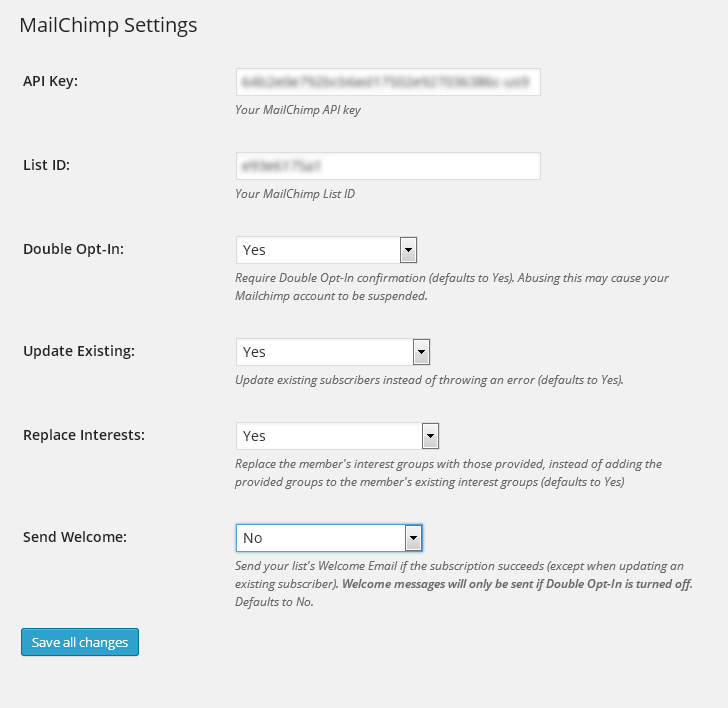 MailChimp Settings
API Key:
Your MailChimp API key
List ID:
Your MailChimp List ID
Double Opt-In:
Yes
Require Double Opt-In confirmation (defaults to Yes). Abusing this may cause your
Mailchimp account to be suspended.
Update Existing:
Yes
Update existing subscribers instead of throwing an error (defaults to Yes).
Replace Interests:
Yes
Replace the member's interest groups with those provided, instead of adding the
provided groups to the member's existing interest groups (defaults to Yes)
Send Welcome:
No
Send your list's Welcome Email if the subscription succeeds (except when updating an
existing subscriber). Welcome messages will only be sent if Double Opt-In is turned off.
Defaults to No.
Save all changes